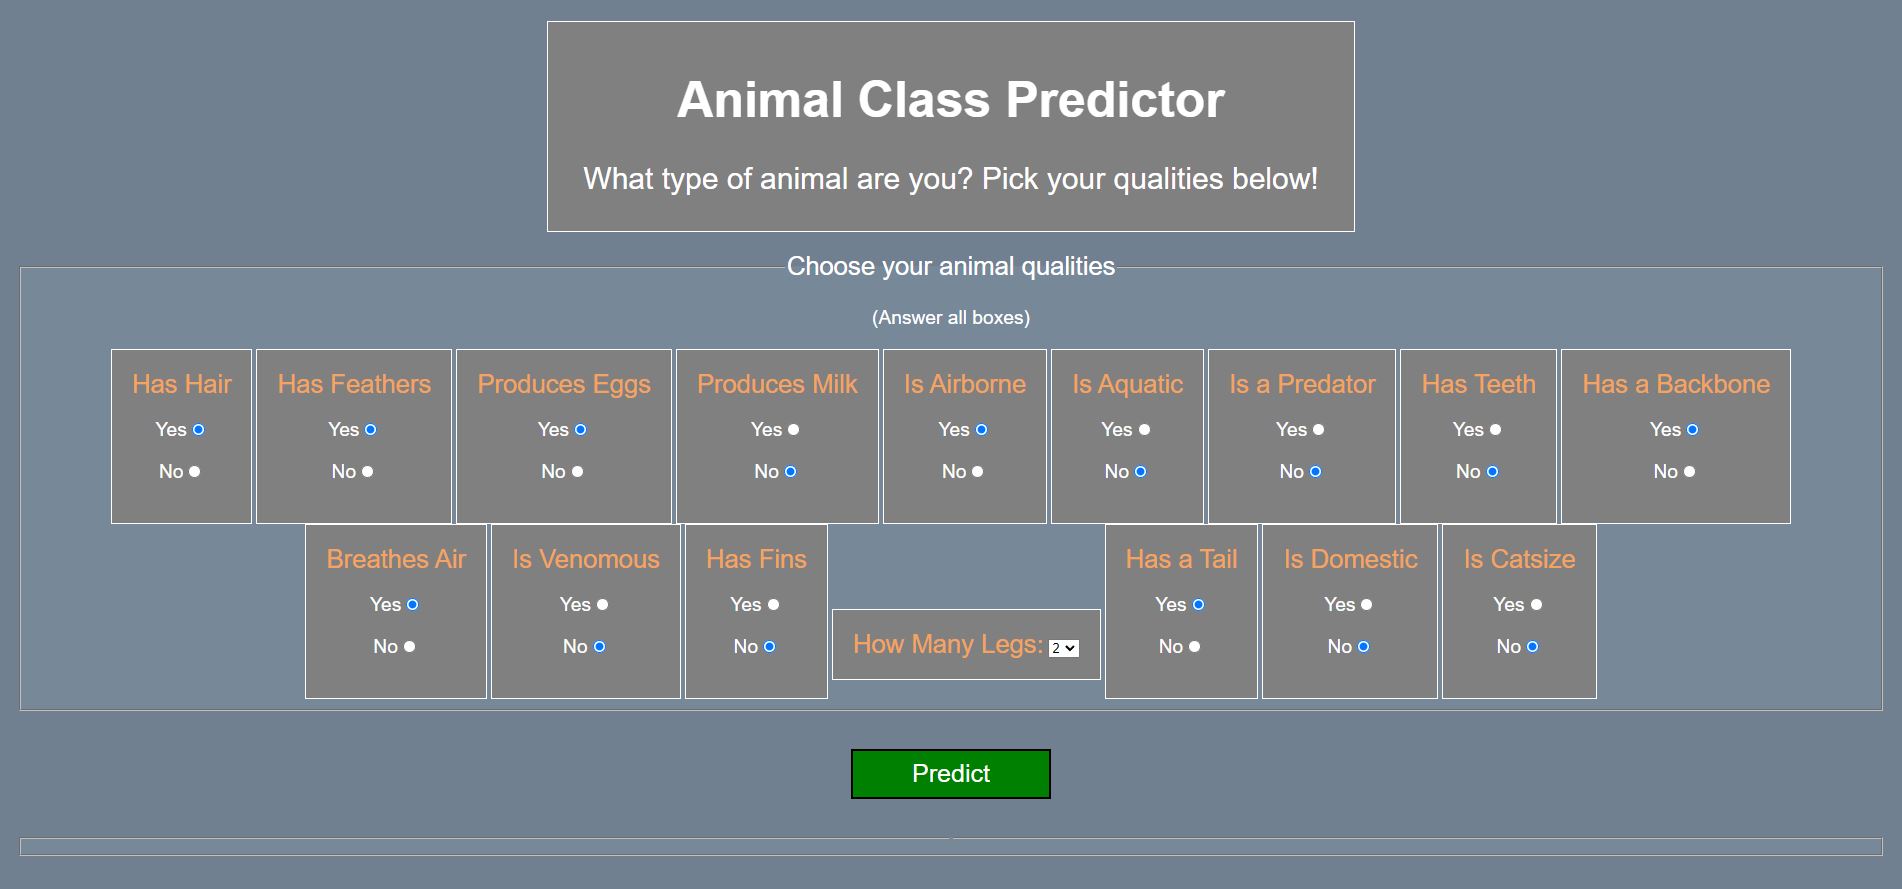 Animal Class Predictor
What type of animal are you? Pick your qualities below!
Choose your animal qualities
(Answer all boxes)
Has Hair
Yes
No
Has Feathers
Yes
No
Produces Eggs
Yes
No
Produces Milk
Yes
No
Is Airborne
Yes
No
Is Aquatic
Yes
No
Is a Predator
Yes
No
Has Teeth
Yes
No
Has a Backbone
Yes
No
Breathes Air
Yes
No
Is Venomous
Yes
No
Has Fins
Yes
No
How Many Legs: 2
Has a Tail
Yes
No
Is Domestic
Yes
No
Is Catsize
Yes
No
Predict